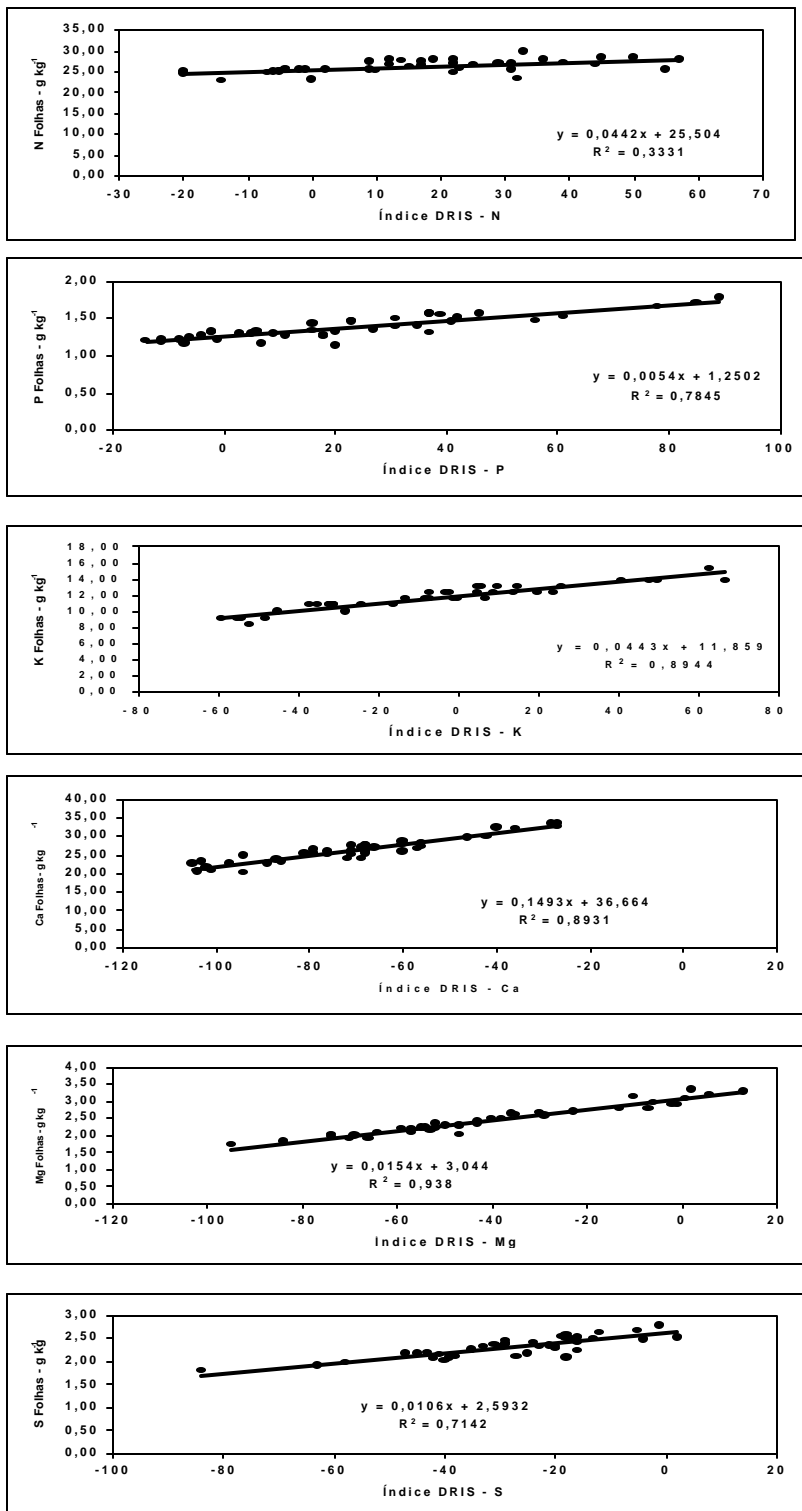 35,00
30,00
25,00
20,00
15,00
10,00
5,00
0,00
N Folhas - g kg-1
y = 0,0442x + 25,504
R2 = 0,3331
-30 -20 -10 0 10 20 30 40 50 60 70
Índice DRIS - N
2,00
1,50
1,00
0,50
0,00
P Folhas - g kg-1
y = 0,0054x + 1,2502
R2 = 0,7845
-20 0 20 40 60 80 100
Índice DRIS - P
18,00
16,00
14,00
12,00
10,00
8,00
6,00
4,00
2,00
0,00
K Folhas - g kg-1
y = 0,0443x + 11,859
R2 = 0,8944
-80 -60 -40 -20 0 20 40 60 80
Índice DRIS - K
40,00
35,00
30,00
25,00
20,00
15,00
10,00
5,00
0,00
Ca Folhas - g kg -1
y = 0,1493x + 36,664
R2 = 0,8931
-120 -100 -80 -60 -40 -20 0 20
Índice DRIS - Ca
4,00
3,50
3,00
2,50
2,00
1,50
1,00
0,50
0,00
Mg Folhas - g kg -1
y = 0,0154x + 3,044
R2 = 0,938
-120 -100 -80 -60 -40 -20 0 20
Índice DRIS - Mg
3,00
2,50
2,00
1,50
1,00
0,50
0,00
S Folhas - g kg-1
y = 0,0106x + 2,5932
R2 = 0,7142
-100 -80 -60 -40 -20 0 20
Índice DRIS - S